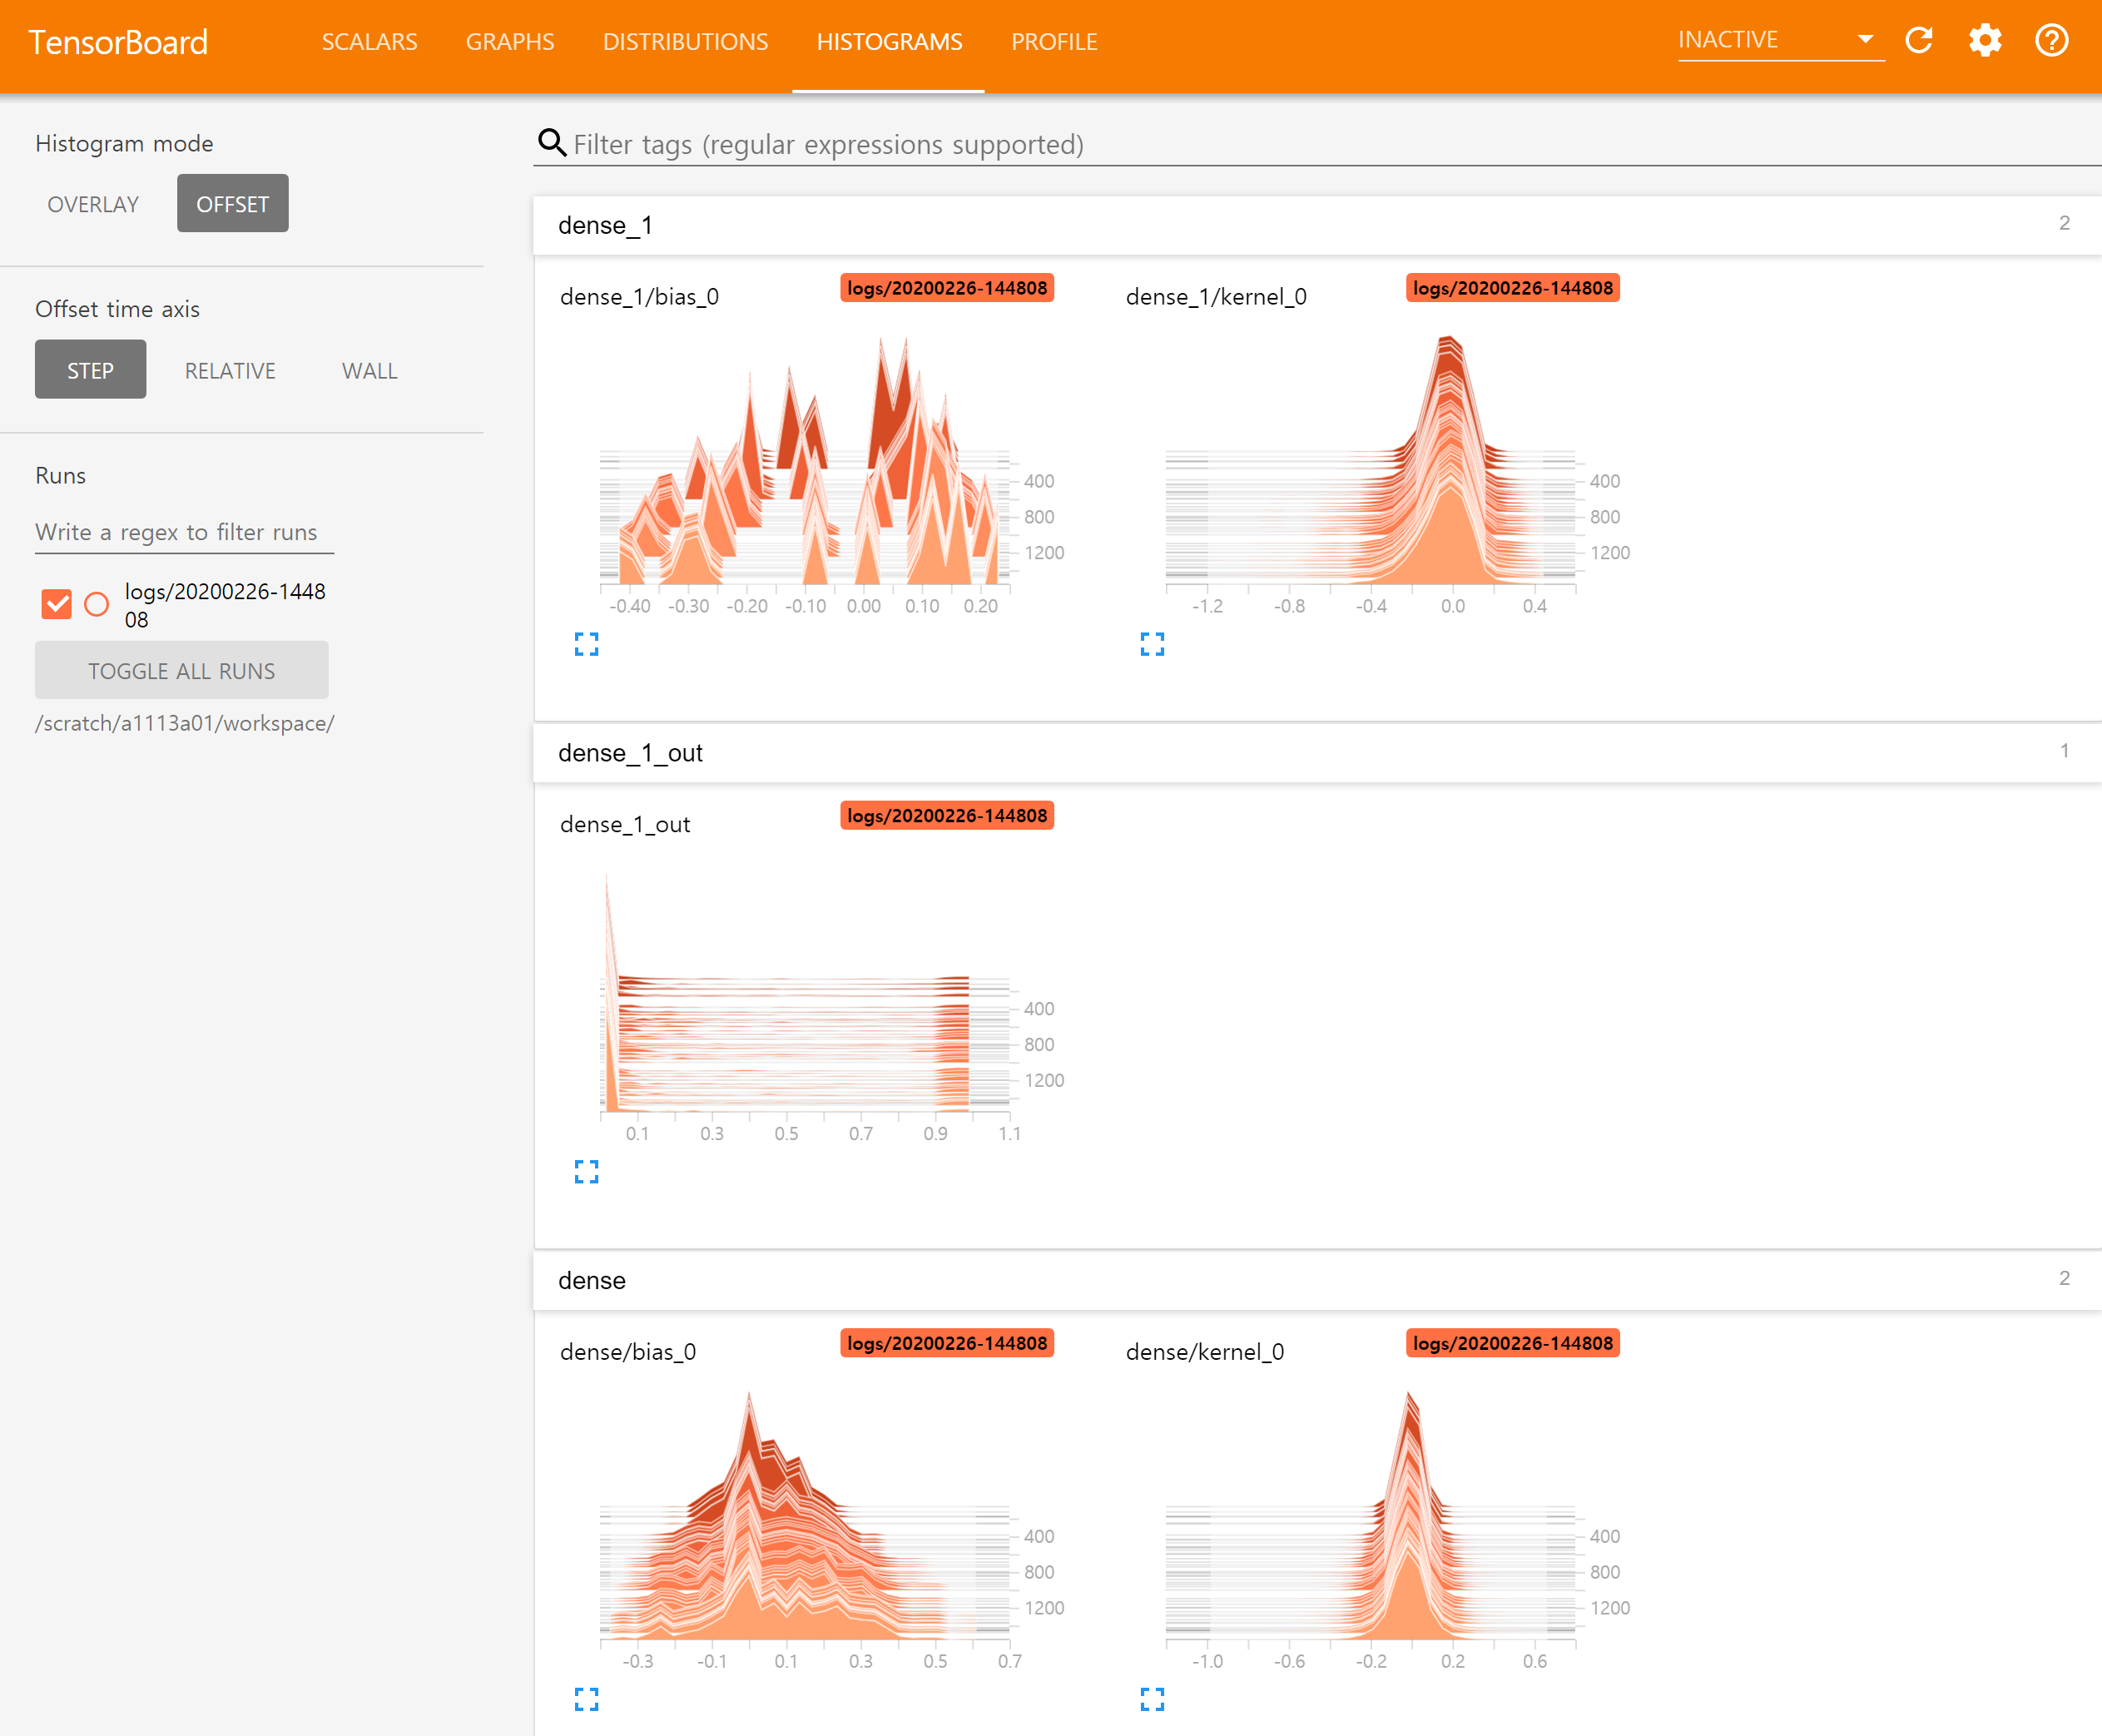 TensorBoard
SCALARS GRAPHS DISTRIBUTIONS HISTOGRAMS PROFILE
INACTIVE
Histogram mode
OVERLAY OFFSET
Offset time axis
STEP RELATIVE WALL
Runs
Write a regex to filter runs
logs/20200226-1448
08
TOGGLE ALL RUNS
/scratch/a1113a01/workspace/
Filter tags (regular expressions supported)
dense_1 2
dense_1/bias_0 logs/20200226-144808
400
800
1200
-0.40 -0.30 -0.20 -0.10 0.00 0.10 0.20
dense_1/kernel_0 logs/20200226-144808
400
800
1200
-1.2 -0.8 -0.4 0.0 0.4
dense_1_out 1
dense_1_out logs/20200226-144808
400
800
1200
0.1 0.3 0.5 0.7 0.9 1.1
dense 2
dense/bias_0 logs/20200226-144808
400
800
1200
-0.3 -0.1 0.1 0.3 0.5 0.7
dense/kernel_0 logs/20200226-144808
400
800
1200
-1.0 -0.6 -0.2 0.2 0.6